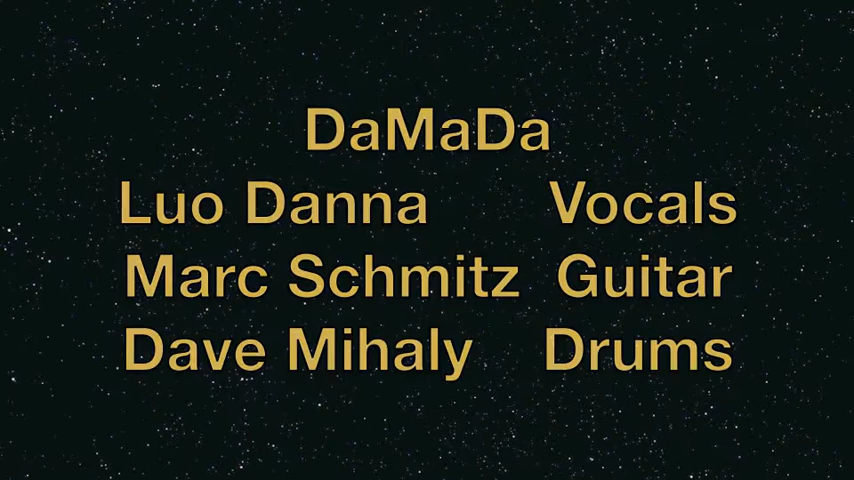 DaMaDa
Luo Danna Vocals
Marc Schmitz Guitar
Dave Mihaly Drums